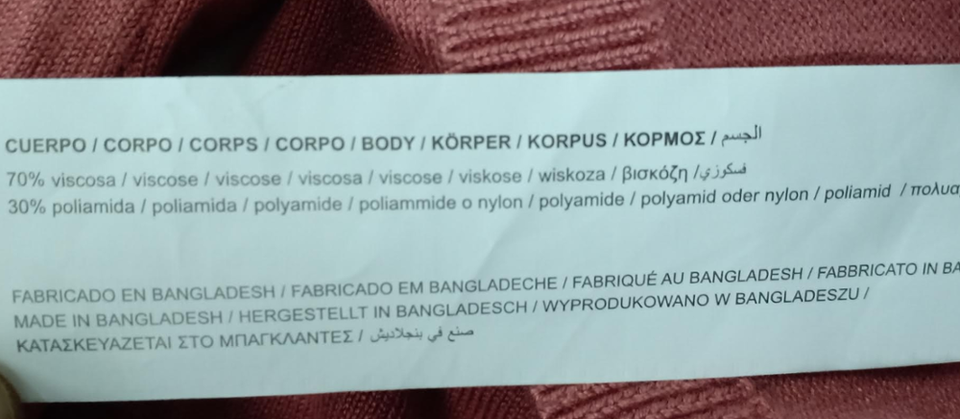 CUERPO / CORPO / CORPS / CORPO / BODY / KÖRPER / KORPUS / ΚΟΡΜΟΣ / الجسم
70% viscosa / viscose / viscose / viscosa / viscose / viskose / wiskoza / βισκόζη / فسكوزي
30% poliamida / poliamida / polyamide / poliammide o nylon / polyamide / polyamid oder nylon / poliamid / πολυα
FABRICADO EN BANGLADESH / FABRICADO EM BANGLADECHE / FABRIQUÉ AU BANGLADESH / FABBRICATO IN BA
MADE IN BANGLADESH / HERGESTELLT IN BANGLADESCH / WYPRODUKOWANO W BANGLADESZU /
ΚΑΤΑΣΚΕΥΑΖΕΤΑΙ ΣΤΟ ΜΠΑΓΚΛΑΝΤΕΣ / صنع في بنجلاديش